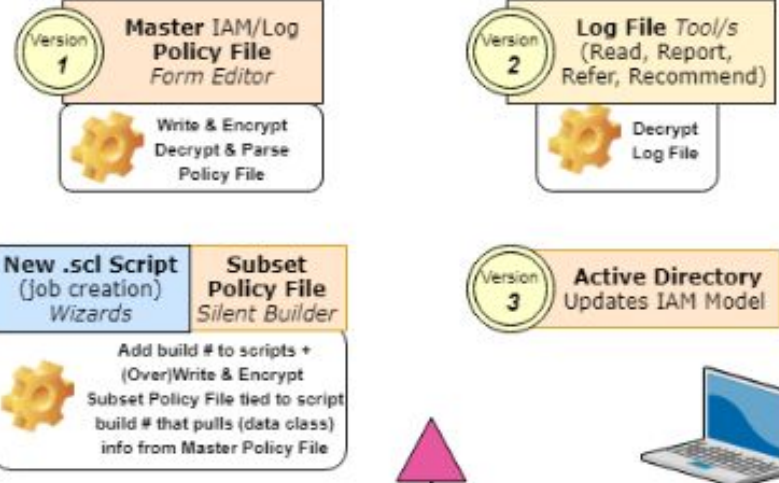 Version
1
Master IAM/Log
Policy File
Form Editor
Write & Encrypt
Decrypt & Parse
Policy File
Version
2
Log File Tool/s
(Read, Report,
Refer, Recommend)
Decrypt
Log File
New .scl Script
(job creation)
Wizards
Subset
Policy File
Silent Builder
Add build # to scripts +
(Over)Write & Encrypt
Subset Policy File tied to script
build # that pulls (data class)
info from Master Policy File
Version
3
Active Directory
Updates IAM Model